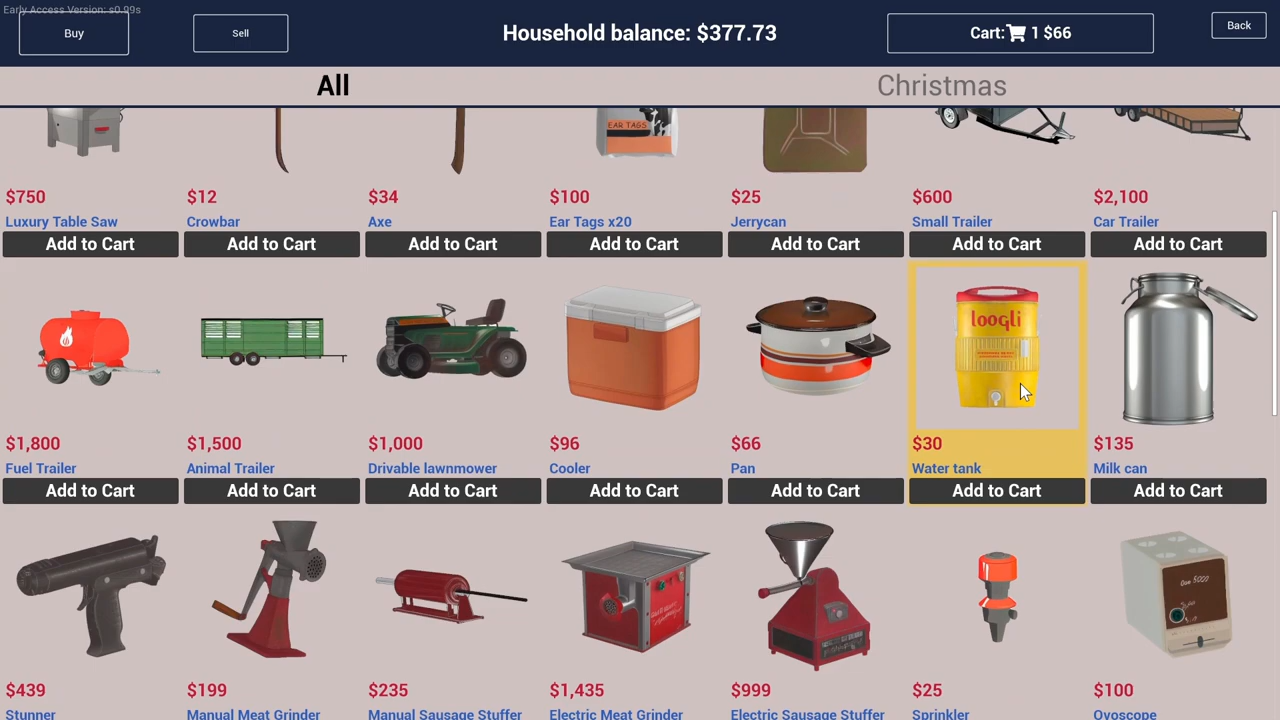 Early Access Version: s0.99s
Buy
Sell
Household balance: $377.73
Cart: 1 $66
Back
All
Christmas
EAR TAGS
$750
$12
$34
$100
$25
$600
$2,100
Luxury Table Saw
Crowbar
Axe
Ear Tags x20
Jerrycan
Small Trailer
Car Trailer
Add to Cart
Add to Cart
Add to Cart
Add to Cart
Add to Cart
Add to Cart
Add to Cart
loogli
$1,800
$1,500
$1,000
$96
$66
$30
$135
Fuel Trailer
Animal Trailer
Drivable lawnmower
Cooler
Pan
Water tank
Milk can
Add to Cart
Add to Cart
Add to Cart
Add to Cart
Add to Cart
Add to Cart
Add to Cart
$439
$199
$235
$1,435
$999
$25
$100
Stunner
Manual Meat Grinder
Manual Sausage Stuffer
Electric Meat Grinder
Electric Sausage Stuffer
Sprinkler
Ovoscope